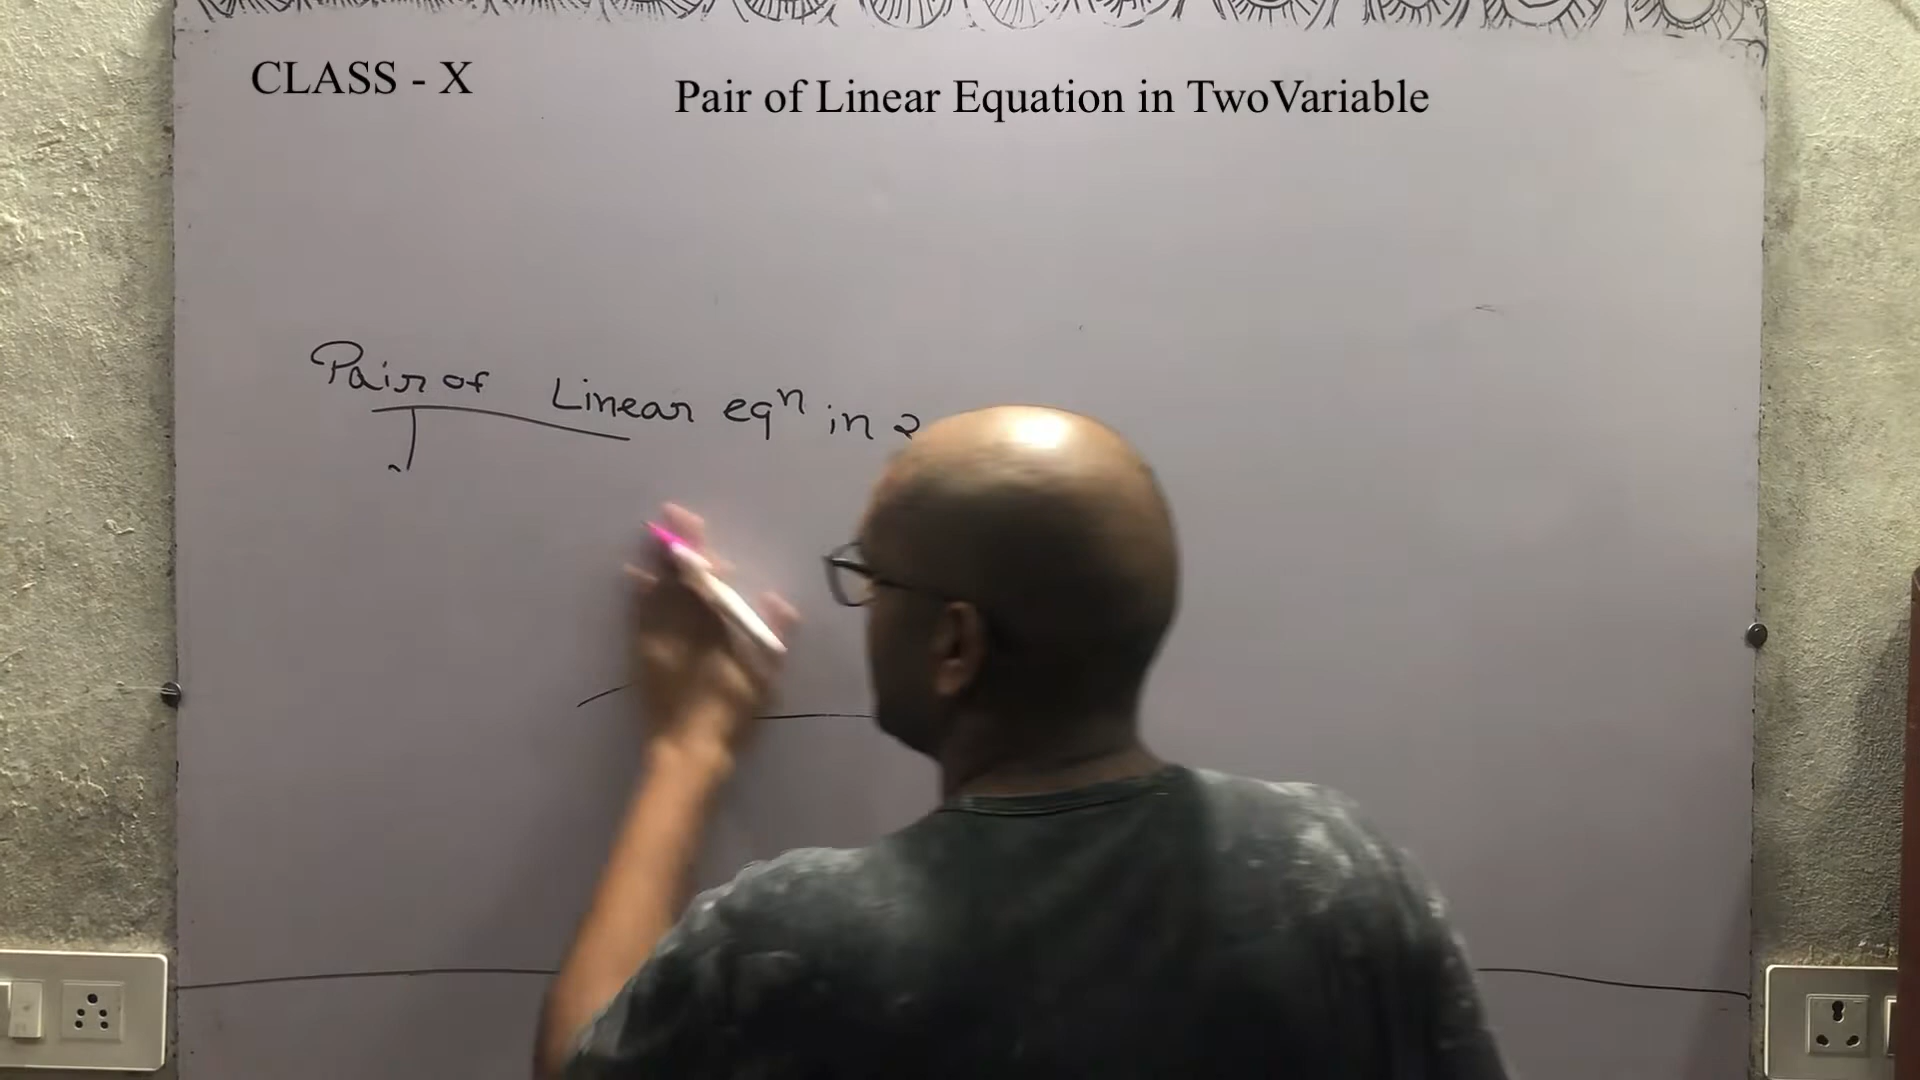 CLASS - X
Pair of Linear Equation in TwoVariable
Pair of Linear eqⁿ in 2